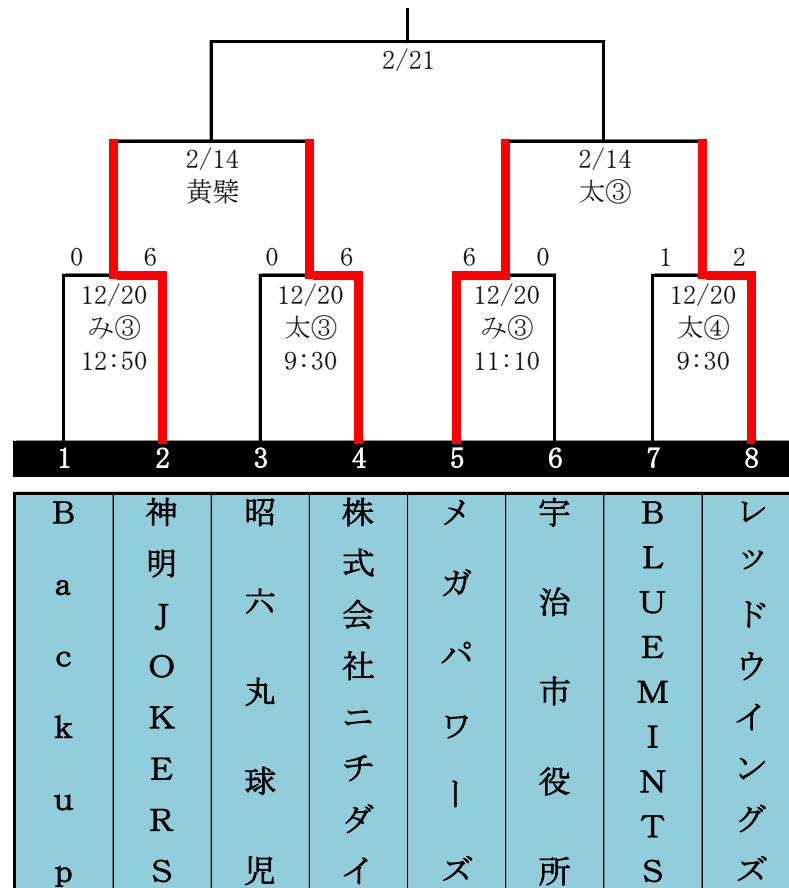 2/21
2/14
黄檗
2/14
太③
0 6
0 6
6 0
1 2
12/20
み③
12:50
12/20
太③
9:30
12/20
み③
11:10
12/20
太④
9:30
1 2 3 4 5 6 7 8
Backup
神明JOKERS
昭六丸球児
株式会社ニチダイ
メガパワーズ
宇治市役所
BLUEMINTS
レッドウイングズ